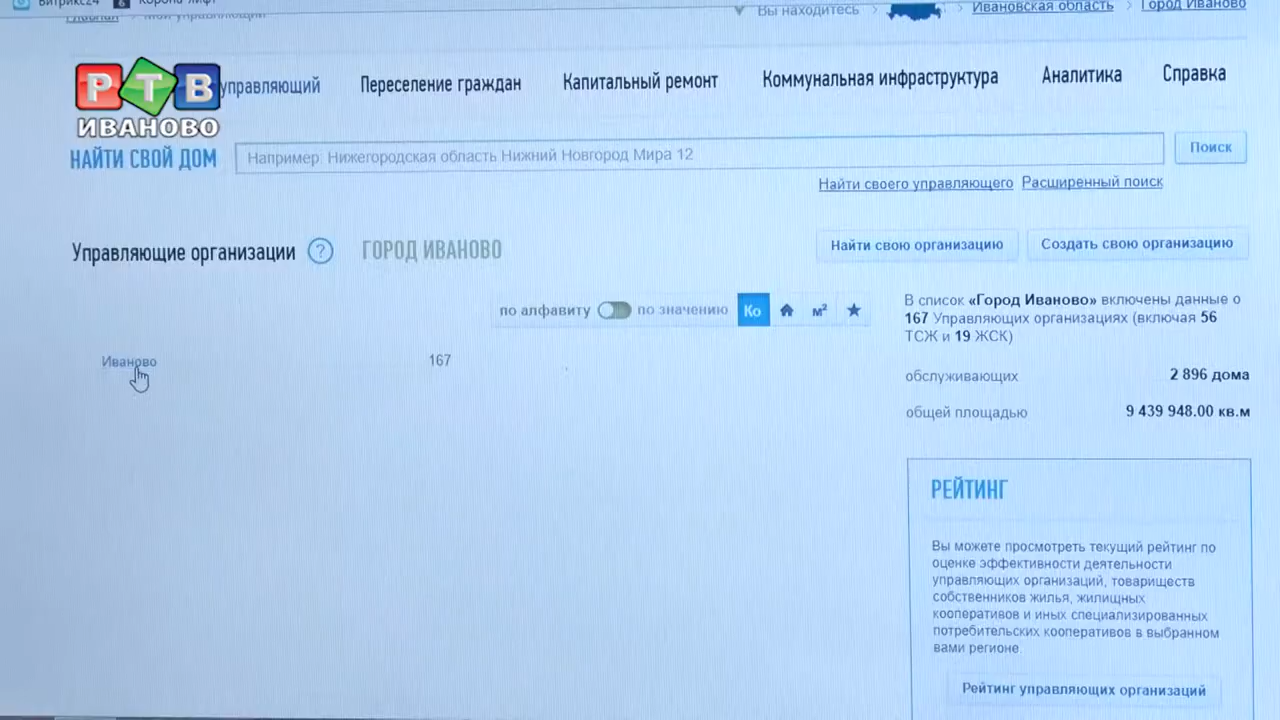 Битрикс24
Главная Мой управляющий Вы находитесь Ивановская область Город Иваново
РТВ
ИВАНОВО
управляющий Переселение граждан Капитальный ремонт Коммунальная инфраструктура Аналитика Справка
НАЙТИ СВОЙ ДОМ Например: Нижегородская область Нижний Новгород Мира 12 Поиск
Найти своего управляющего Расширенный поиск
Управляющие организации ? ГОРОД ИВАНОВО Найти свою организацию Создать свою организацию
по алфавиту по значению Ко м²
В список «Город Иваново» включены данные о
167 Управляющих организациях (включая 56
ТСЖ и 19 ЖСК)
Иваново 167
обслуживающих 2 896 дома
общей площадью 9 439 948.00 кв.м
РЕЙТИНГ
Вы можете просмотреть текущий рейтинг по
оценке эффективности деятельности
управляющих организаций, товариществ
собственников жилья, жилищных
кооперативов и иных специализированных
потребительских кооперативов в выбранном
вами регионе
Рейтинг управляющих организаций